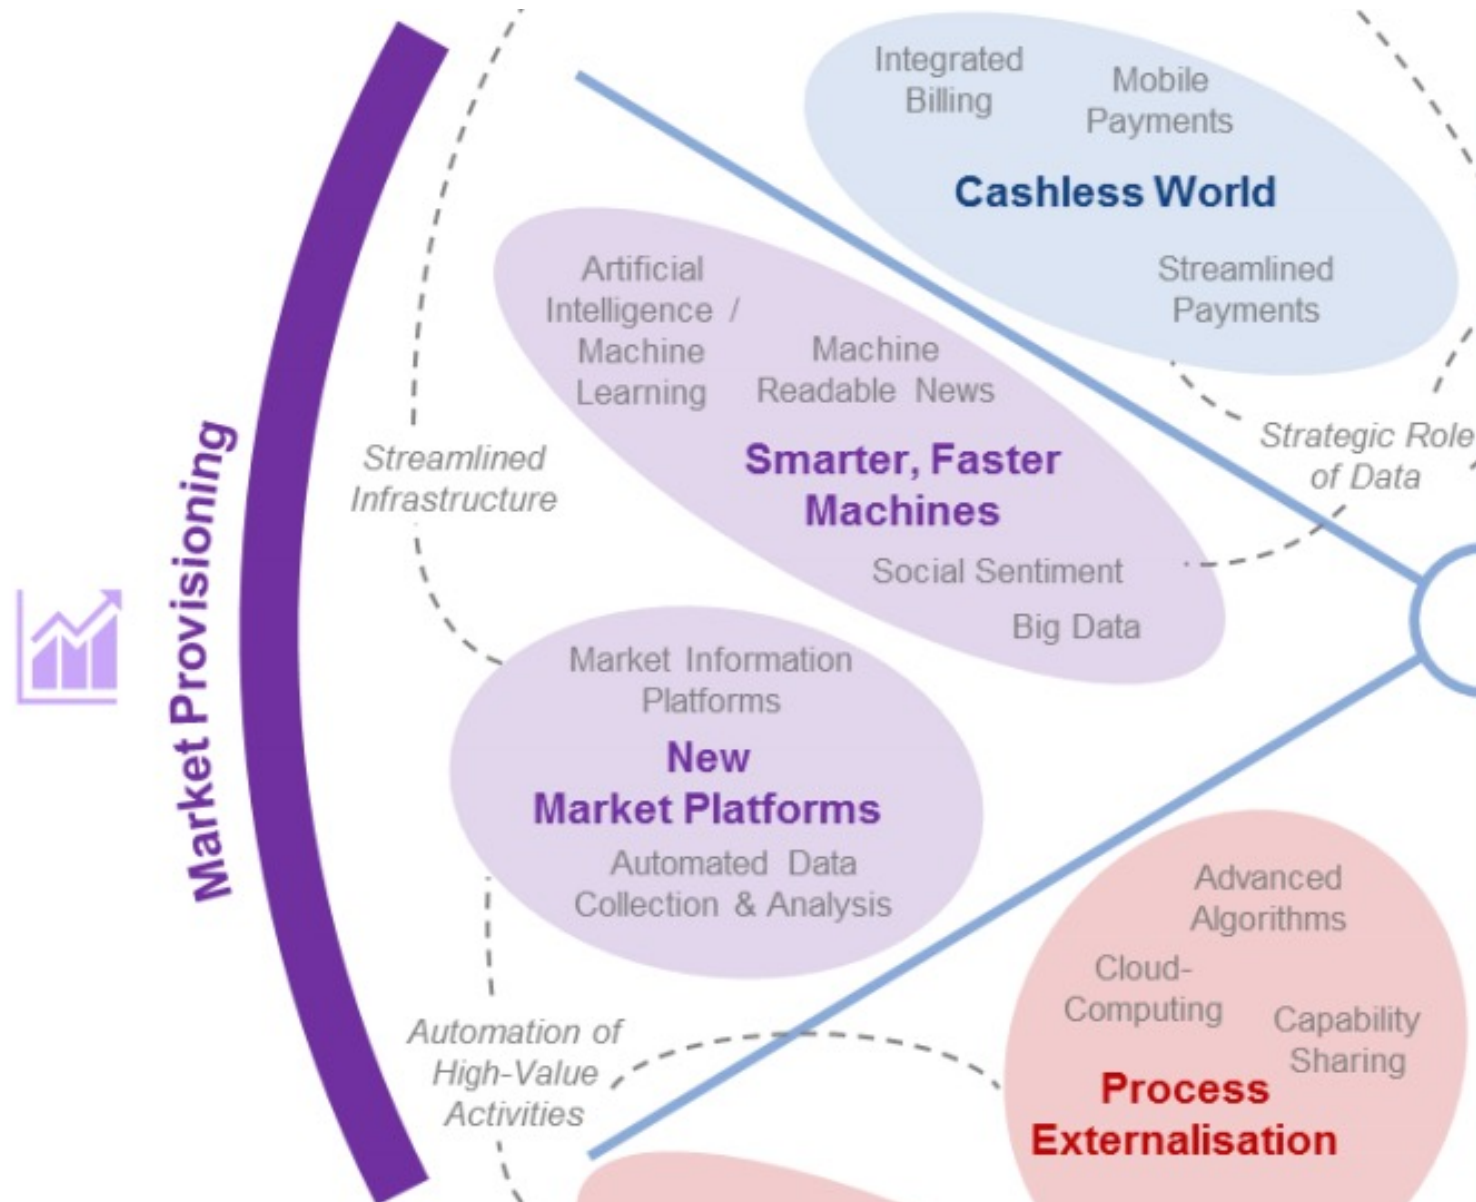 Integrated
Billing
Mobile
Payments
Cashless World
Streamlined
Payments
Artificial
Intelligence /
Machine
Learning
Machine
Readable News
Smarter, Faster
Machines
Social Sentiment
Big Data
Strategic Role
of Data
Streamlined
Infrastructure
Market Provisioning
Market Information
Platforms
New
Market Platforms
Automated Data
Collection & Analysis
Automation of
High-Value
Activities
Advanced
Algorithms
Cloud-
Computing
Capability
Sharing
Process
Externalisation